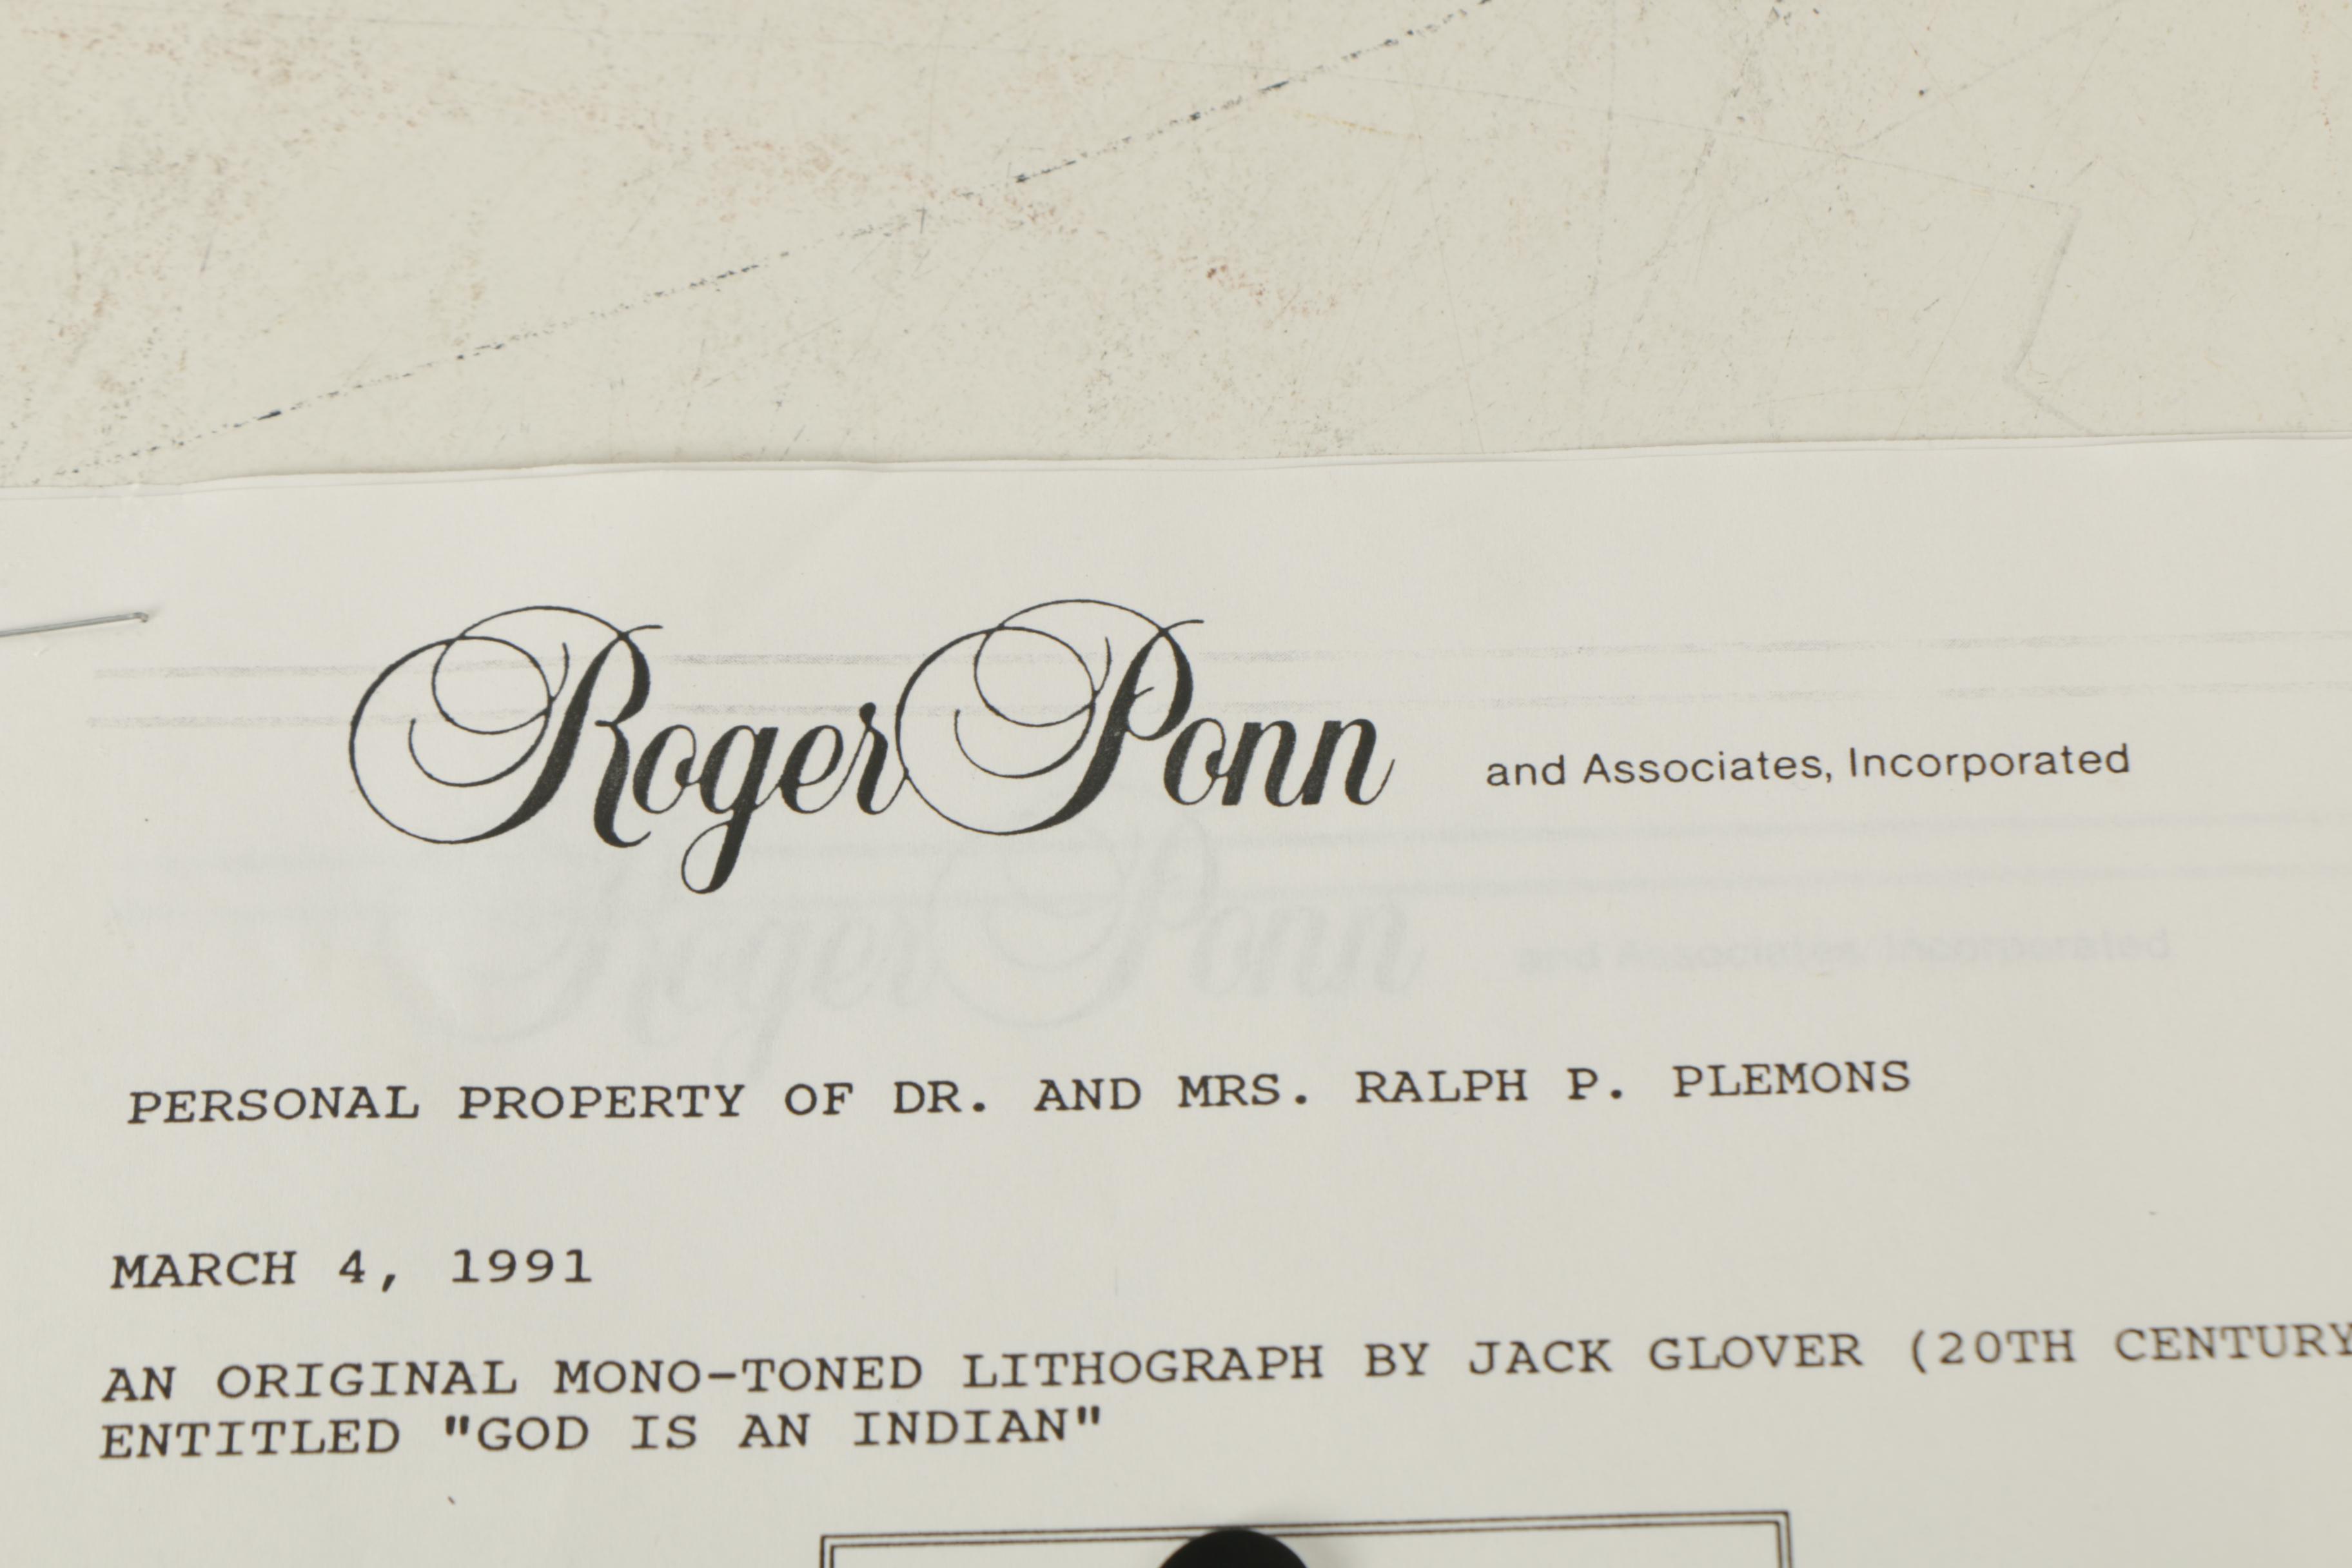 Roger Ponn and Associates, Incorporated
PERSONAL PROPERTY OF DR. AND MRS. RALPH P. PLEMONS
MARCH 4, 1991
AN ORIGINAL MONO-TONED LITHOGRAPH BY JACK GLOVER (20TH CENTURY
ENTITLED "GOD IS AN INDIAN"